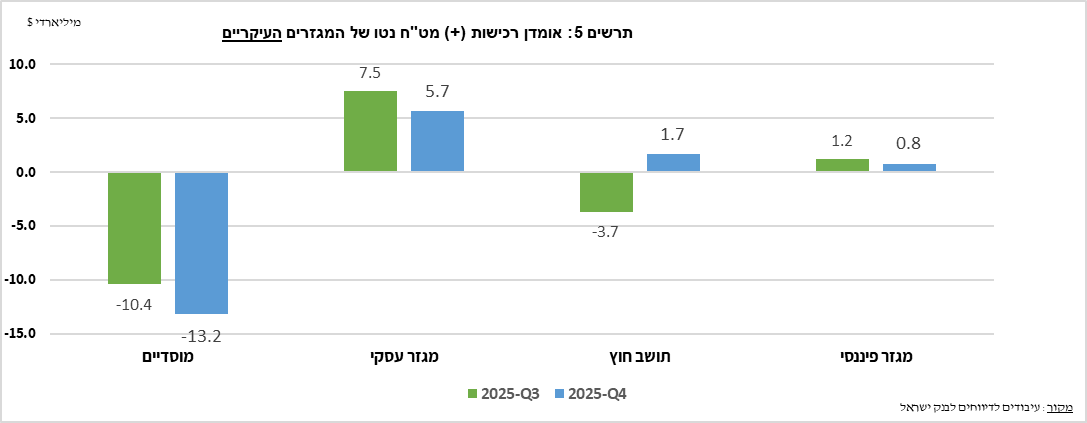 מיליארדי $
תרשים 5: אומדן רכישות (+) מט"ח נטו של המגזרים העיקריים
10.0
5.0
0.0
-5.0
-10.0
-15.0
-10.4
-13.2
7.5
5.7
-3.7
1.7
1.2
0.8
מוסדיים
מגזר עסקי
תושב חוץ
מגזר פיננסי
2025-Q3
2025-Q4
מקור: עיבודים לדיווחים לבנק ישראל